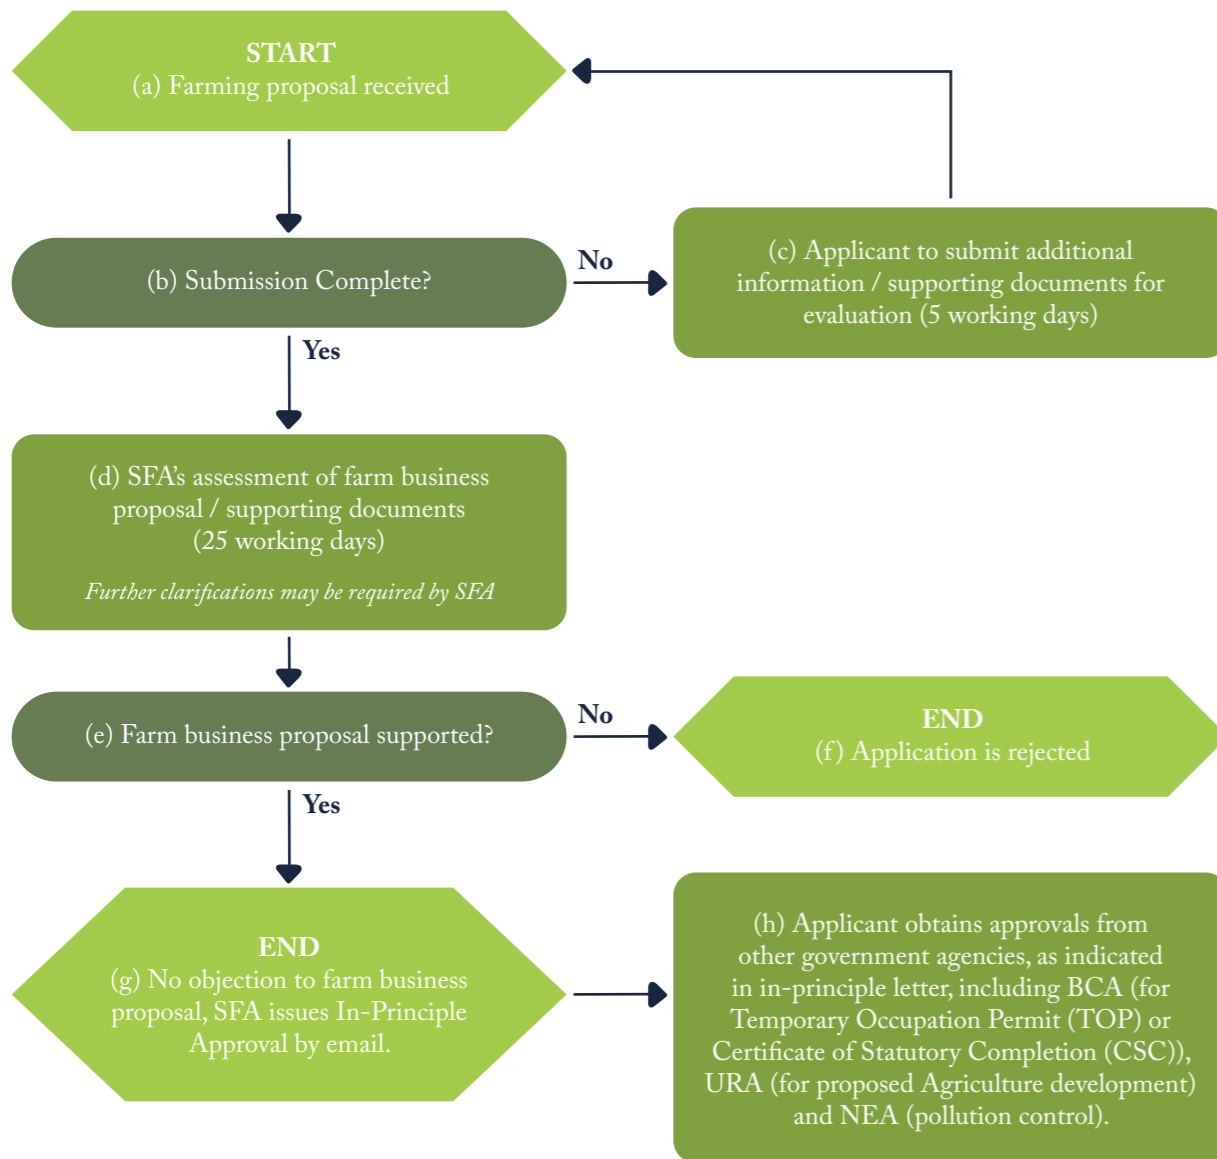 START
(a) Farming proposal received
(b) Submission Complete?
No
(c) Applicant to submit additional
information / supporting documents for
evaluation (5 working days)
Yes
(d) SFA’s assessment of farm business
proposal / supporting documents
(25 working days)
Further clarifications may be required by SFA
(e) Farm business proposal supported?
No
END
(f) Application is rejected
Yes
END
(g) No objection to farm business
proposal, SFA issues In-Principle
Approval by email.
(h) Applicant obtains approvals from
other government agencies, as indicated
in in-principle letter, including BCA (for
Temporary Occupation Permit (TOP) or
Certificate of Statutory Completion (CSC)),
URA (for proposed Agriculture development)
and NEA (pollution control).